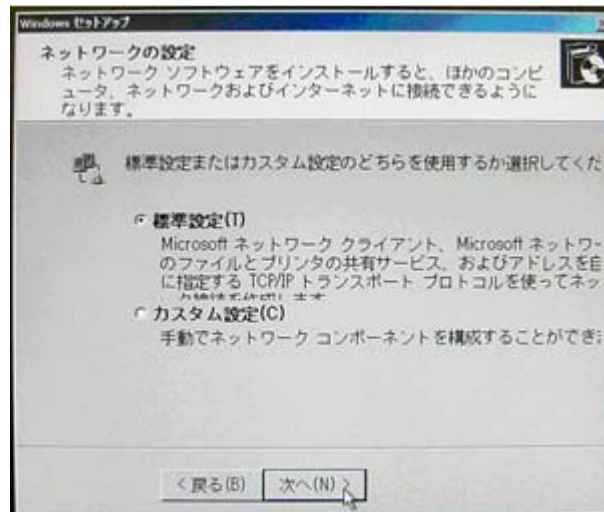 Windows セットアップ
ネットワークの設定
ネットワーク ソフトウェアをインストールすると、ほかのコンピ
ュータ、ネットワークおよびインターネットに接続できるように
なります。
標準設定またはカスタム設定のどちらを使用するか選択してくだ
標準設定(T)
Microsoft ネットワーク クライアント、Microsoft ネットワー
のファイルとプリンタの共有サービス、およびアドレスを自
に指定する TCP/IP トランスポート プロトコルを使ってネッ
ク接続を作成します
カスタム設定(C)
手動でネットワーク コンポーネントを構成することができ
< 戻る(B)
次へ(N) >